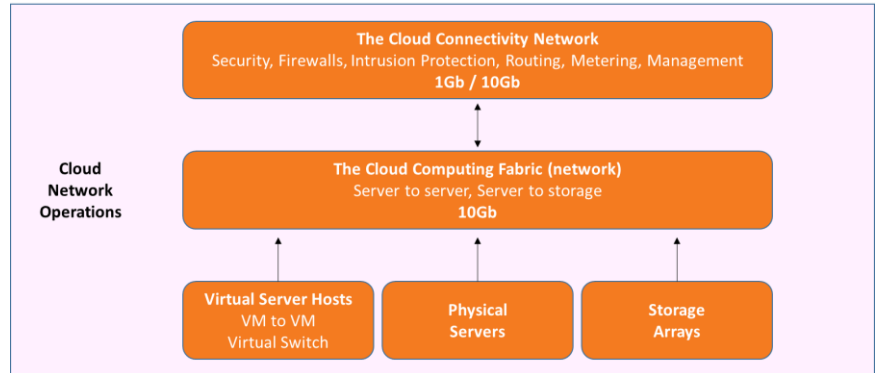 The Cloud Connectivity Network
Security, Firewalls, Intrusion Protection, Routing, Metering, Management
1Gb / 10Gb
Cloud
Network
Operations
The Cloud Computing Fabric (network)
Server to server, Server to storage
10Gb
Virtual Server Hosts
VM to VM
Virtual Switch
Physical
Servers
Storage
Arrays